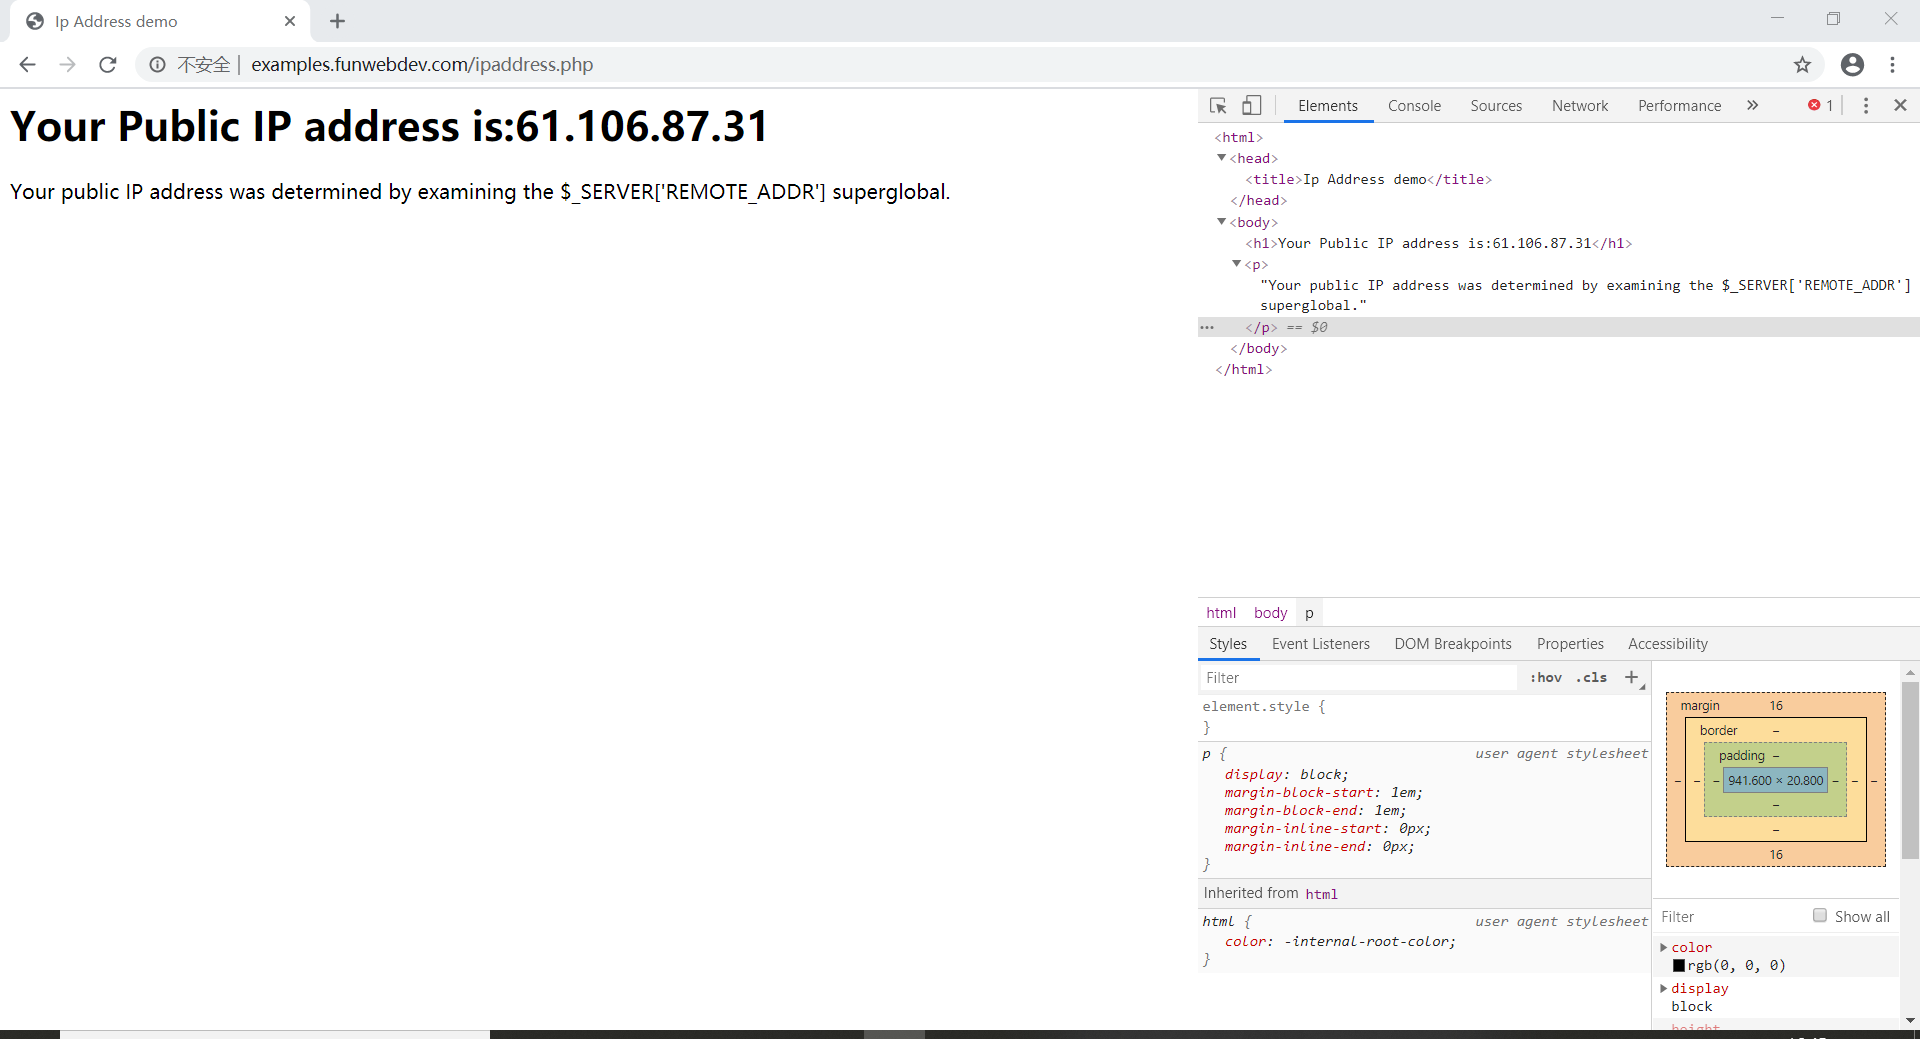 Ip Address demo
不安全 | examples.funwebdev.com/ipaddress.php
Your Public IP address is:61.106.87.31
Your public IP address was determined by examining the $_SERVER['REMOTE_ADDR'] superglobal.
Elements Console Sources Network Performance » 1
<html>
<head>
<title>Ip Address demo</title>
</head>
<body>
<h1>Your Public IP address is:61.106.87.31</h1>
<p>
"Your public IP address was determined by examining the $_SERVER['REMOTE_ADDR']
superglobal."
</p> == $0
</body>
</html>
html body p
Styles Event Listeners DOM Breakpoints Properties Accessibility
Filter :hov .cls +
element.style {
}
p { user agent stylesheet
display: block;
margin-block-start: 1em;
margin-block-end: 1em;
margin-inline-start: 0px;
margin-inline-end: 0px;
}
Inherited from html
html { user agent stylesheet
color: -internal-root-color;
}
margin 16
border –
padding –
– – – 941.600 × 20.800 – – –
–
–
16
Filter Show all
color
rgb(0, 0, 0)
display
block
height